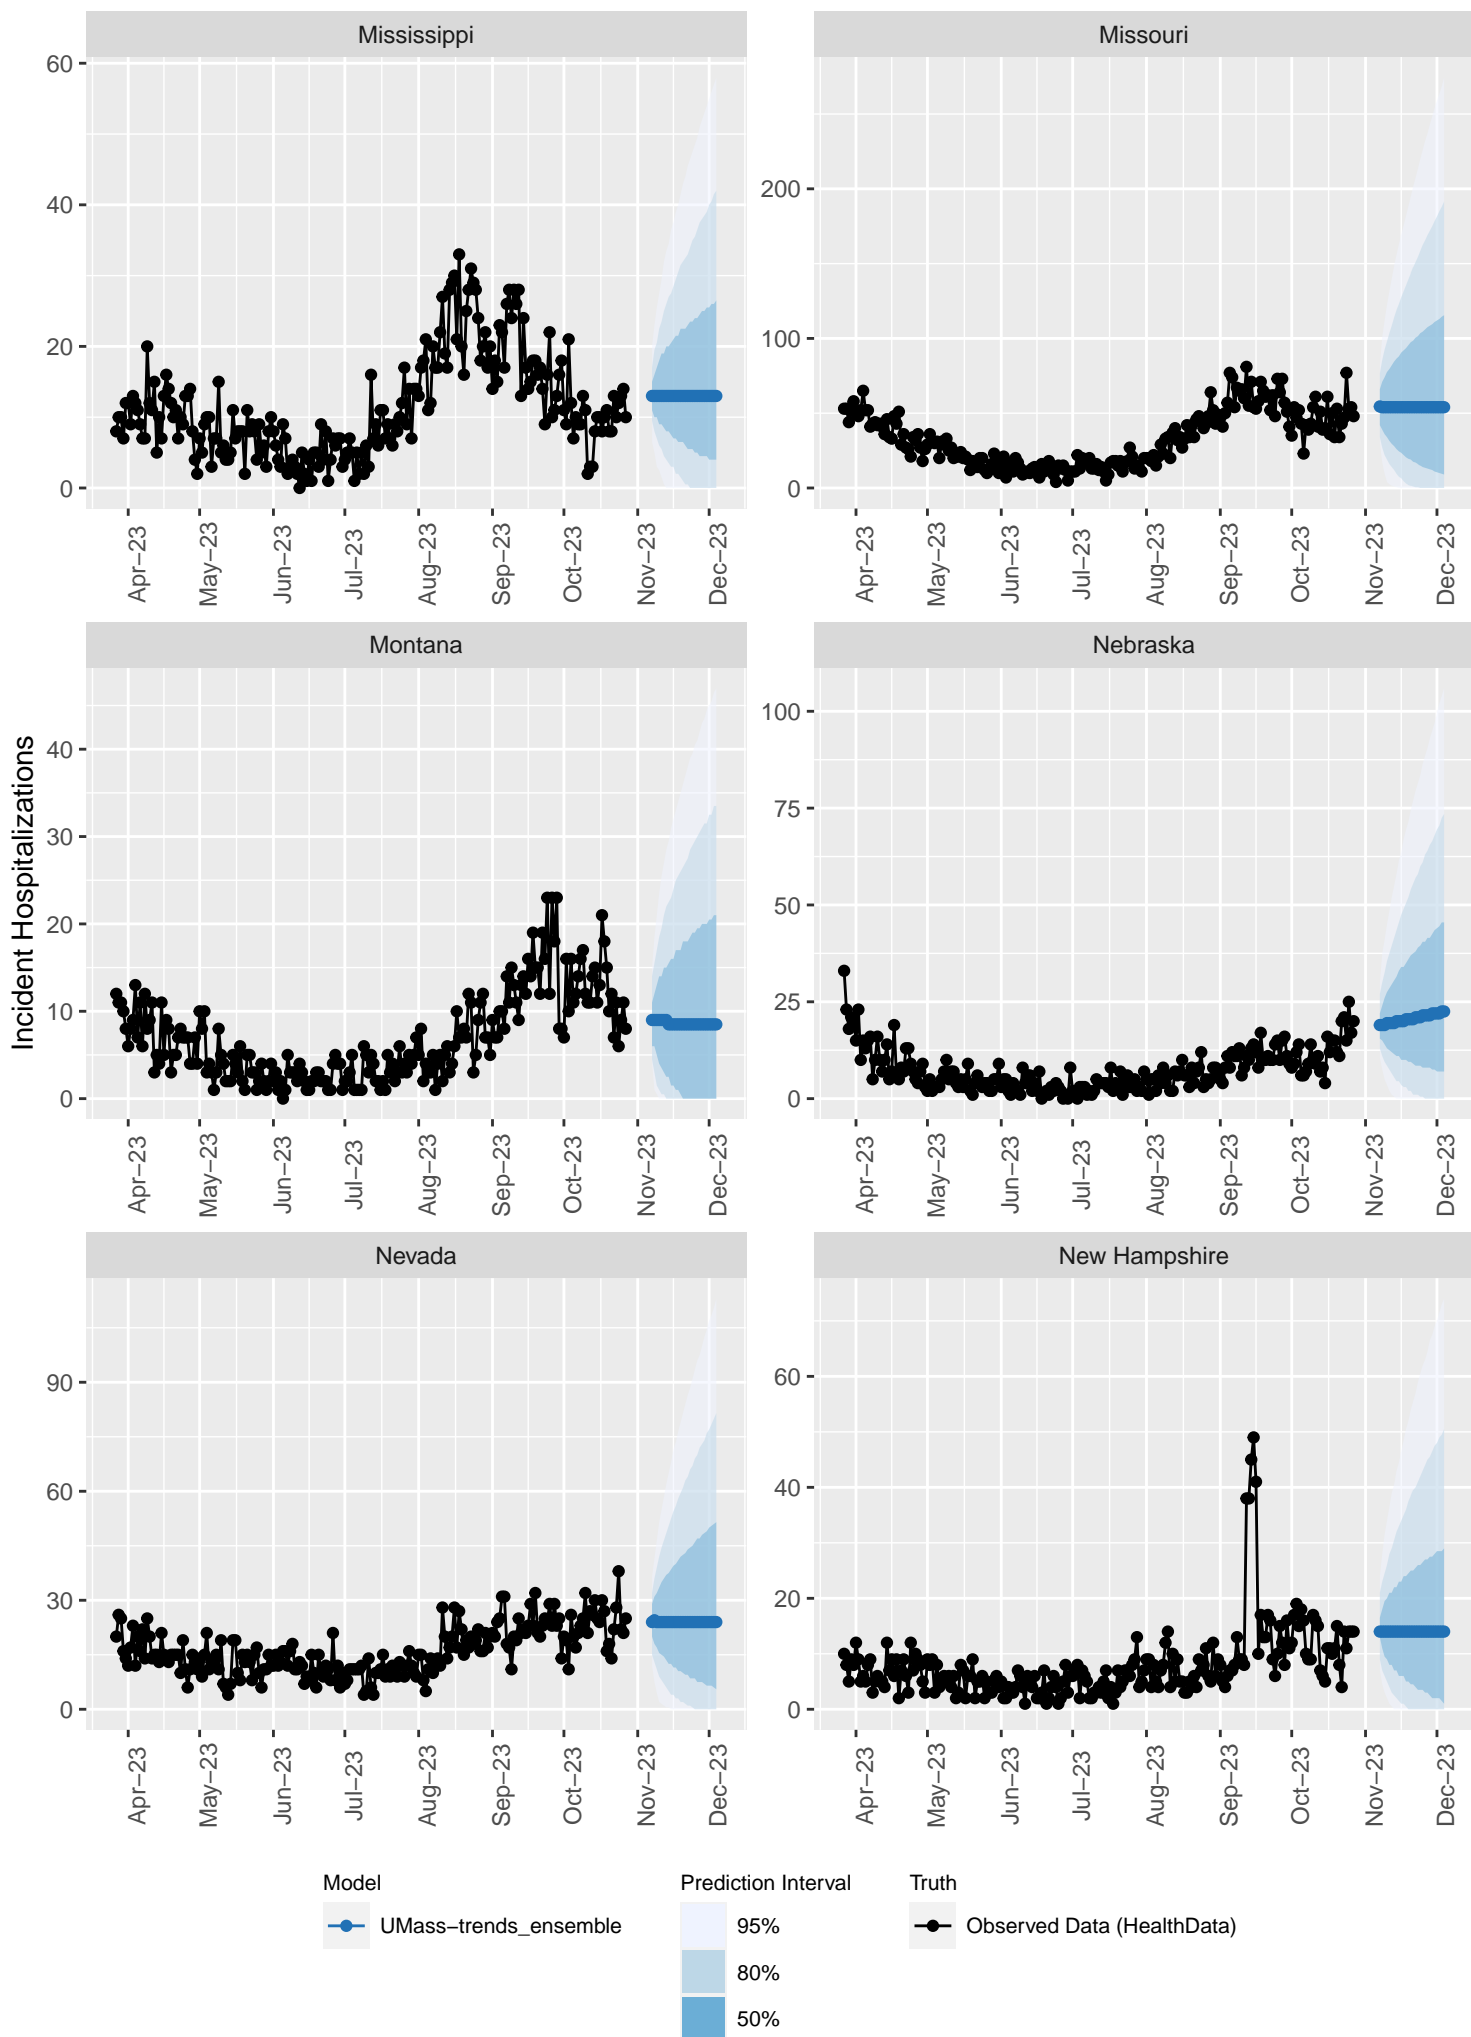 Mississippi
Missouri
60
40
20
0
200
100
0
Apr−23
May−23
Jun−23
Jul−23
Aug−23
Sep−23
Oct−23
Nov−23
Dec−23
Apr−23
May−23
Jun−23
Jul−23
Aug−23
Sep−23
Oct−23
Nov−23
Dec−23
Incident Hospitalizations
Montana
Nebraska
40
30
20
10
0
100
75
50
25
0
Apr−23
May−23
Jun−23
Jul−23
Aug−23
Sep−23
Oct−23
Nov−23
Dec−23
Apr−23
May−23
Jun−23
Jul−23
Aug−23
Sep−23
Oct−23
Nov−23
Dec−23
Nevada
New Hampshire
90
60
30
0
60
40
20
0
Apr−23
May−23
Jun−23
Jul−23
Aug−23
Sep−23
Oct−23
Nov−23
Dec−23
Apr−23
May−23
Jun−23
Jul−23
Aug−23
Sep−23
Oct−23
Nov−23
Dec−23
Model
UMass−trends_ensemble
Prediction Interval
95%
80%
50%
Truth
Observed Data (HealthData)